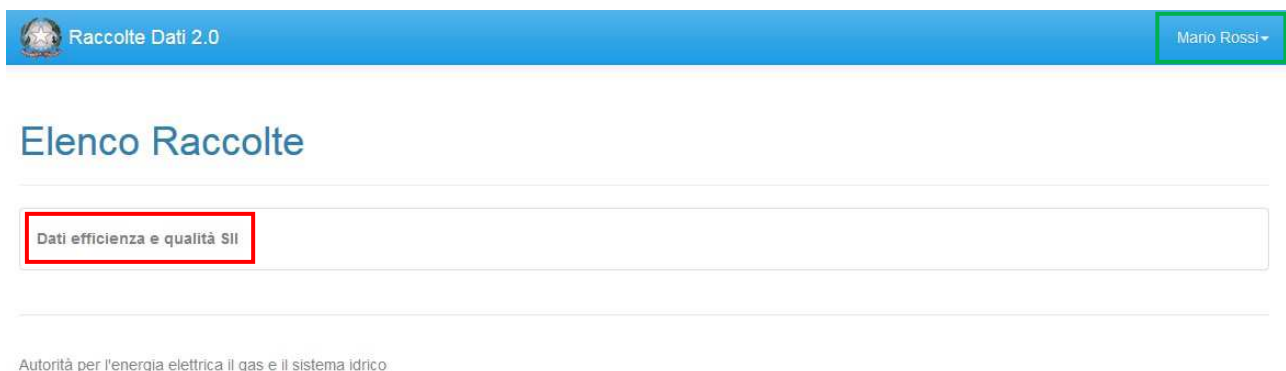 Raccolte Dati 2.0
Mario Rossi
Elenco Raccolte
Dati efficienza e qualità SII
Autorità per l'energia elettrica il gas e il sistema idrico